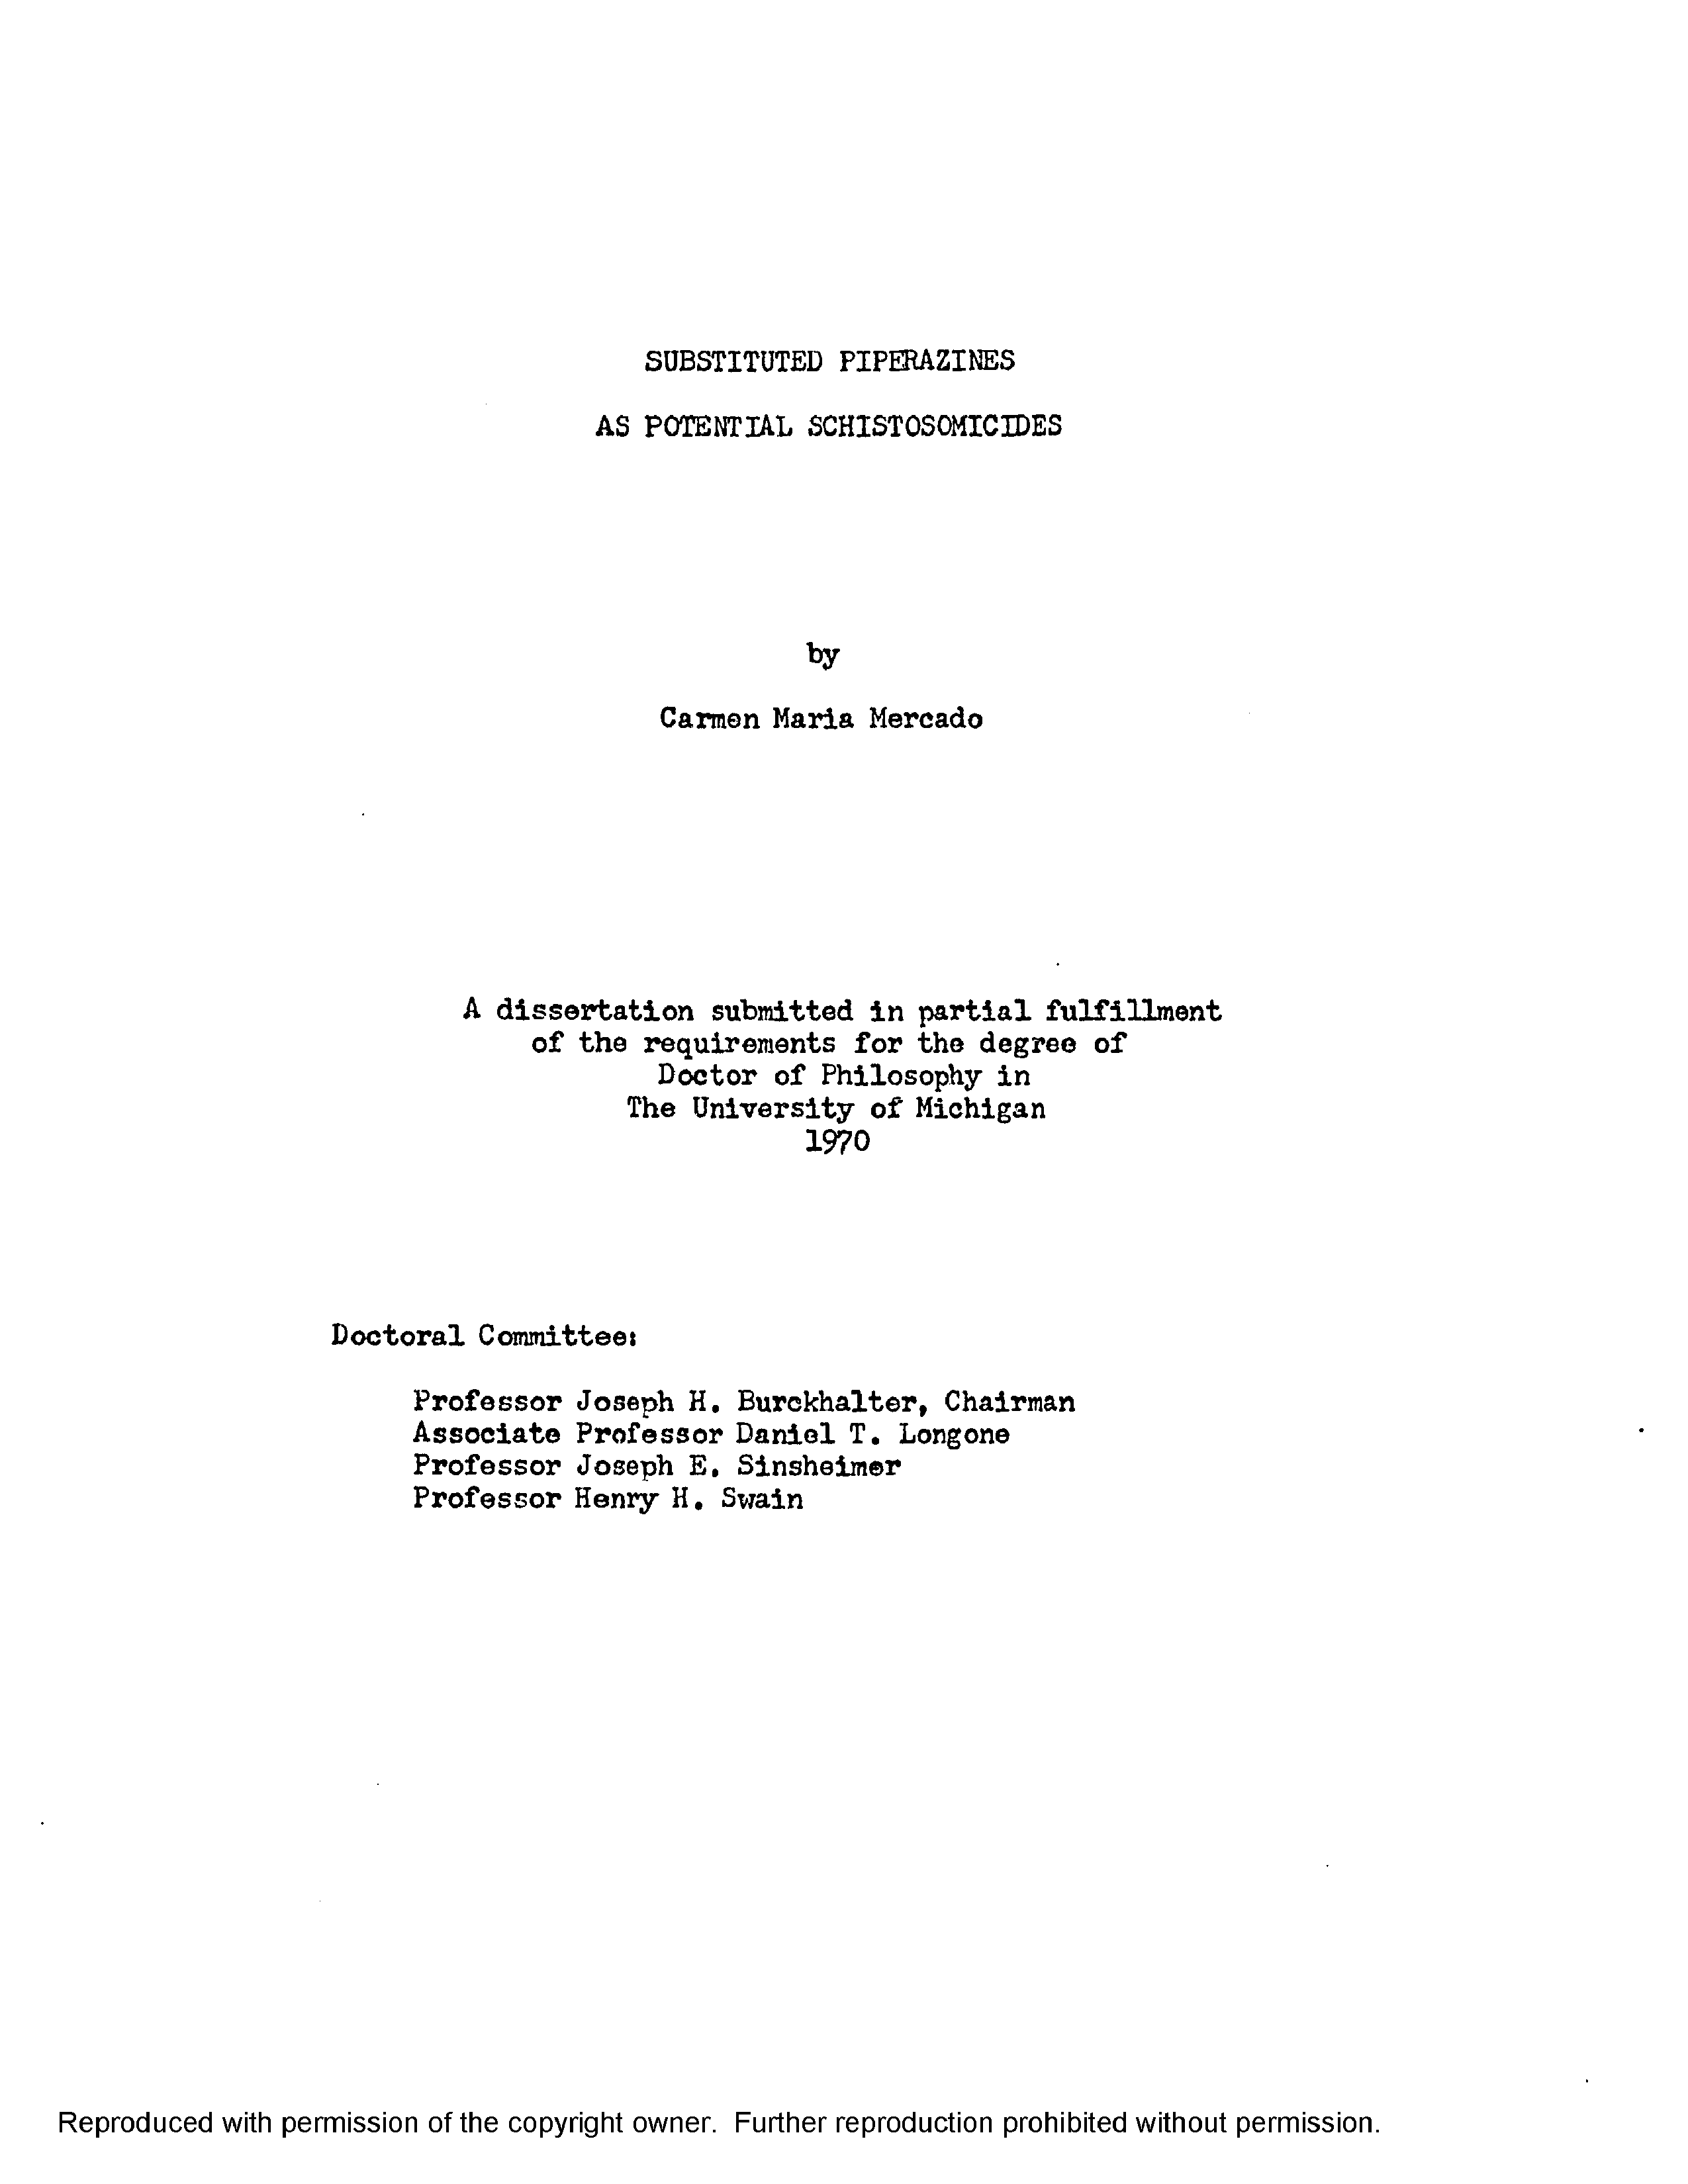 SUBSTITUTED PIPERAZINES
AS POTENTIAL SCHISTOSOMICIDES
by
Carmen Maria Mercado
A dissertation submitted in partial fulfillment
of the requirements for the degree of
Doctor of Philosophy in
The University of Michigan
1970
Doctoral Committee:
Professor Joseph H. Burckhalter, Chairman
Associate Professor Daniel T. Longone
Professor Joseph E. Sinsheimer
Professor Henry H. Swain
Reproduced with permission of the copyright owner. Further reproduction prohibited without permission.